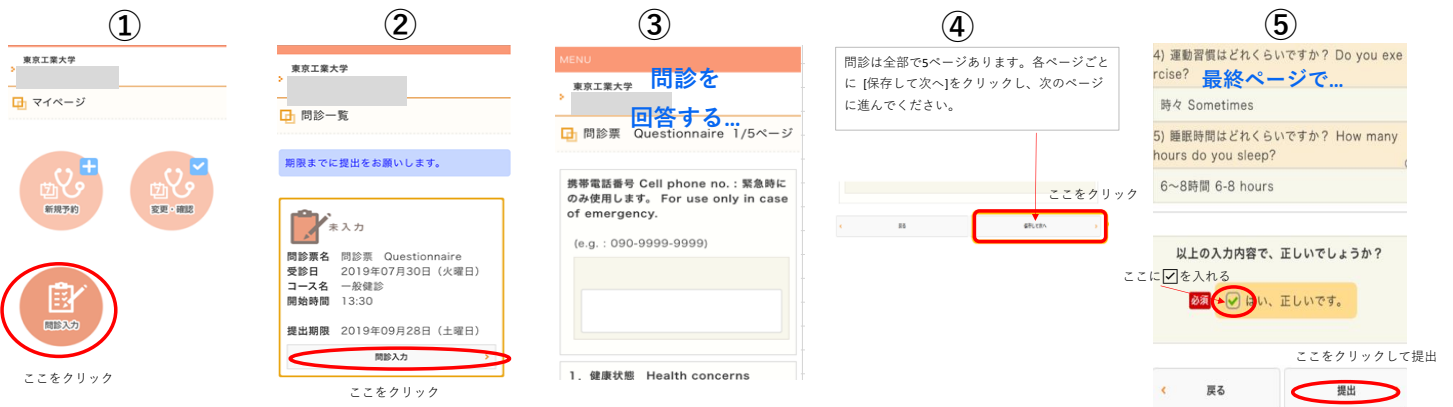 ①
東京工業大学
マイページ
新規予約
変更・確認
問診入力
ここをクリック
②
東京工業大学
問診一覧
期限までに提出をお願いします。
未入力
問診票名 問診票 Questionnaire
受診日 2019年07月30日（火曜日）
コース名 一般健診
開始時間 13:30
提出期限 2019年09月28日（土曜日）
問診入力
ここをクリック
③
MENU
東京工業大学
問診を
回答する...
問診票 Questionnaire 1/5ページ
携帯電話番号 Cell phone no.：緊急時に
のみ使用します。 For use only in case
of emergency.
(e.g.：090-9999-9999)
1. 健康状態 Health concerns
④
問診は全部で5ページあります。各ページごと
に [保存して次へ]をクリックし、次のページ
に進んでください。
ここをクリック
戻る
保存して次へ
⑤
4) 運動習慣はどれくらいですか？ Do you exe
rcise?
最終ページで...
時々 Sometimes
5) 睡眠時間はどれくらいですか？ How many
hours do you sleep?
6～8時間 6-8 hours
以上の入力内容で、正しいでしょうか？
ここに☑を入れる
必須 はい、正しいです。
ここをクリックして提出
戻る
提出